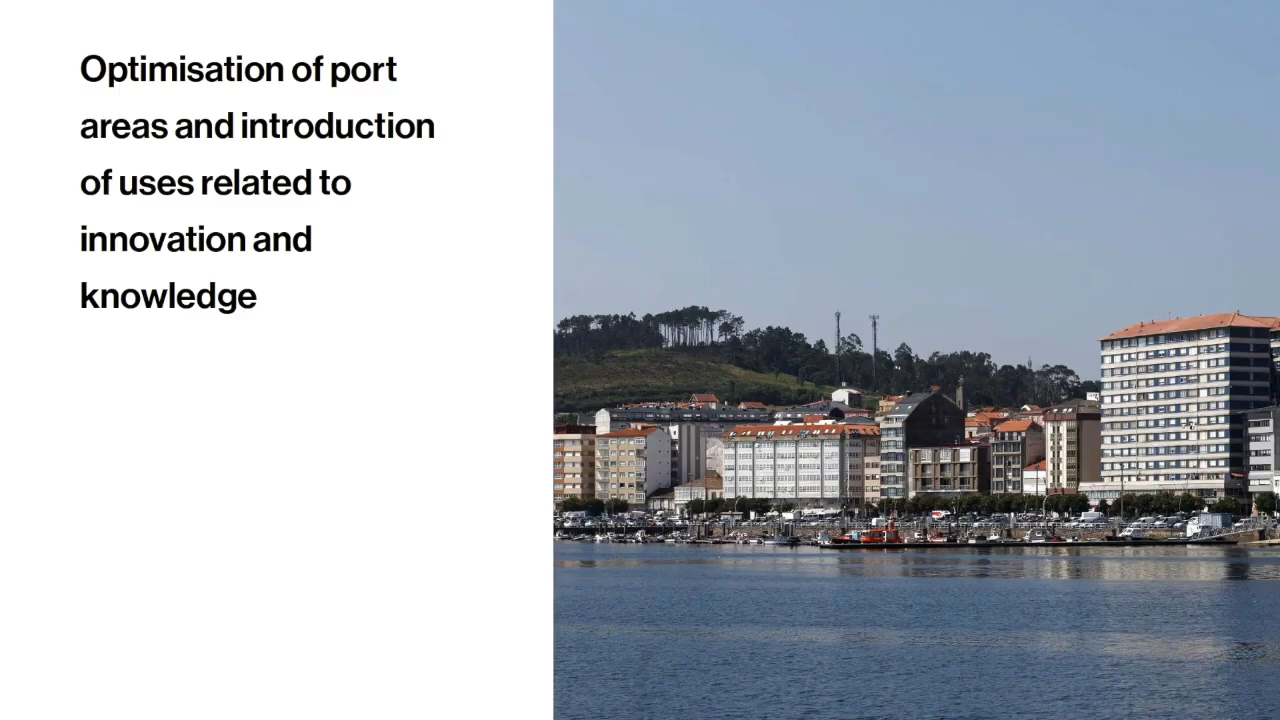 Optimisation of port
areas and introduction
of uses related to
innovation and
knowledge